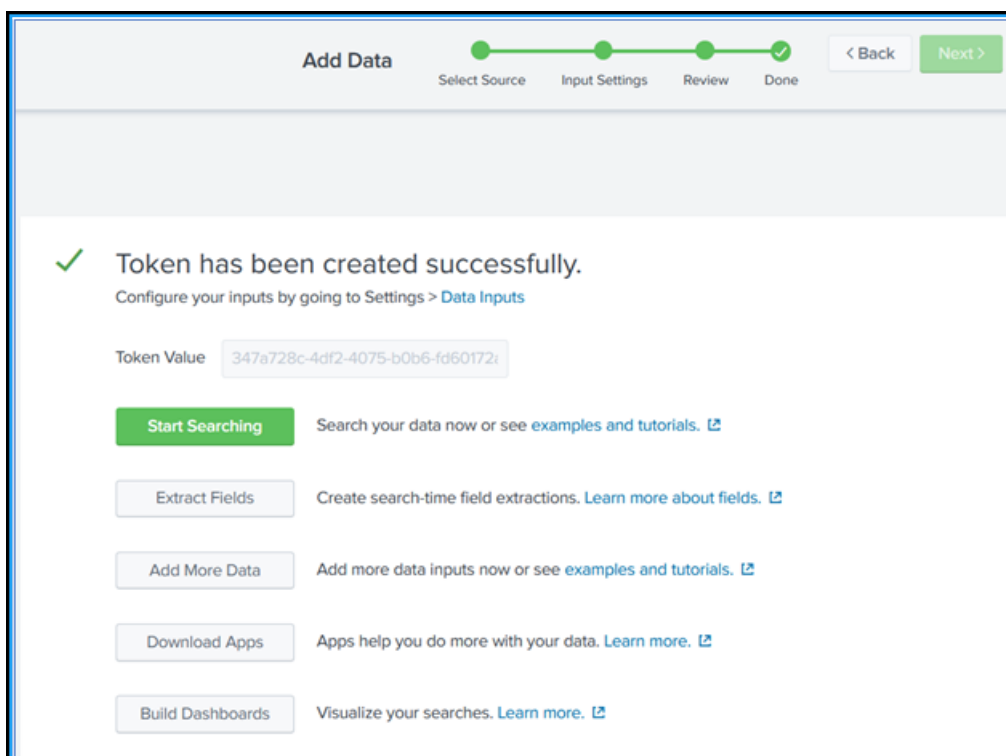 Add Data
Select Source
Input Settings
Review
Done
< Back
Next >
Token has been created successfully.
Configure your inputs by going to Settings > Data Inputs
Token Value 347a728c-4df2-4075-b0b6-fd60172a
Start Searching Search your data now or see examples and tutorials.
Extract Fields Create search-time field extractions. Learn more about fields.
Add More Data Add more data inputs now or see examples and tutorials.
Download Apps Apps help you do more with your data. Learn more.
Build Dashboards Visualize your searches. Learn more.